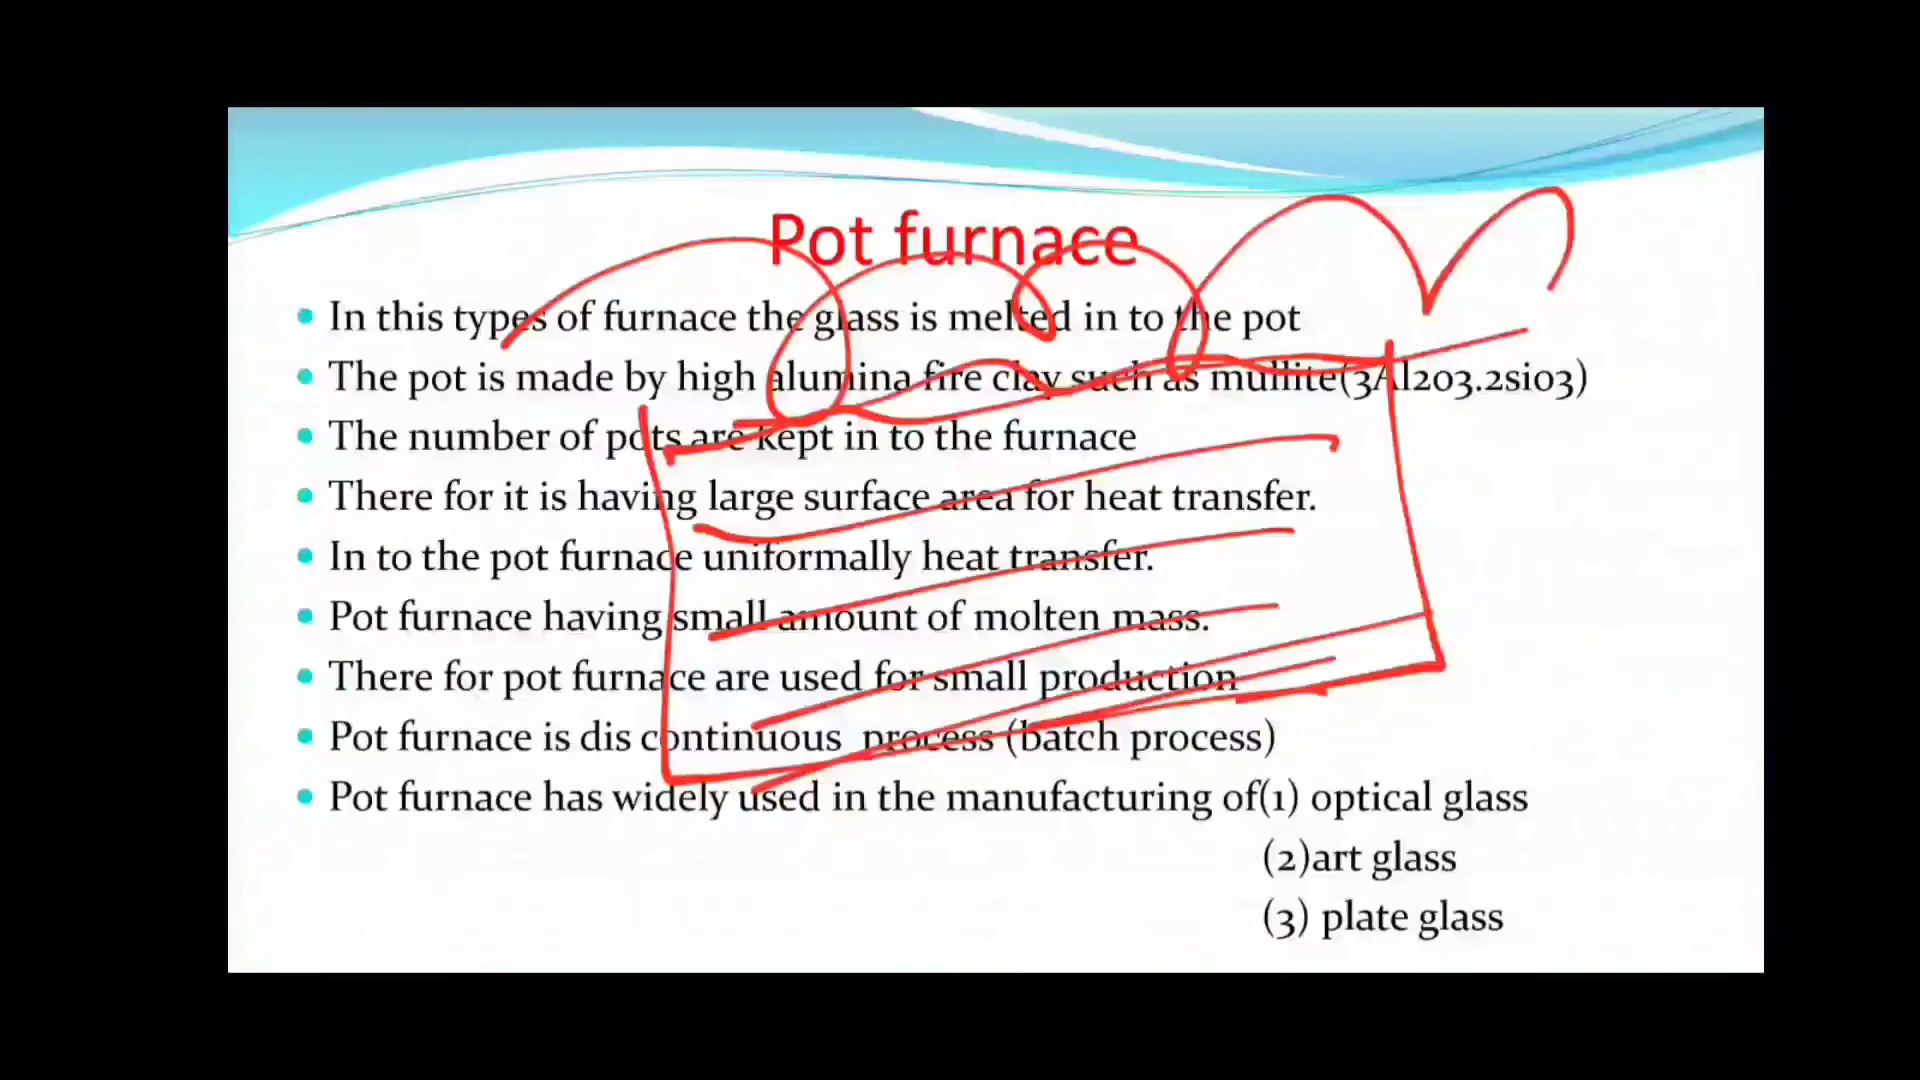 Pot furnace
In this types of furnace the glass is melted in to the pot
The pot is made by high alumina fire clay such as mullite(3Al2o3.2sio3)
The number of pots are kept in to the furnace
There for it is having large surface area for heat transfer.
In to the pot furnace uniformally heat transfer.
Pot furnace having small amount of molten mass.
There for pot furnace are used for small production
Pot furnace is dis continuous process (batch process)
Pot furnace has widely used in the manufacturing of(1) optical glass
(2)art glass
(3) plate glass